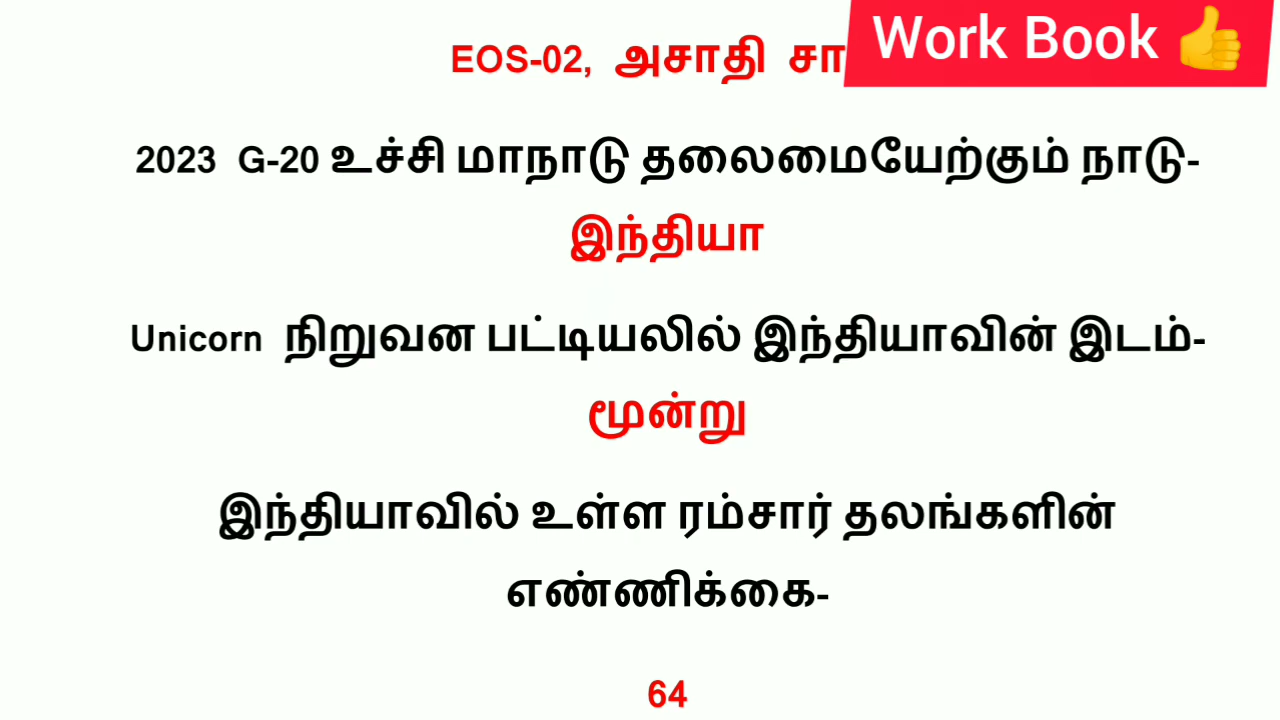 EOS-02, அசாதி சா
Work Book 👍
2023 G-20 உச்சி மாநாடு தலைமையேற்கும் நாடு-
இந்தியா
Unicorn நிறுவன பட்டியலில் இந்தியாவின் இடம்-
மூன்று
இந்தியாவில் உள்ள ரம்சார் தலங்களின்
எண்ணிக்கை-
64